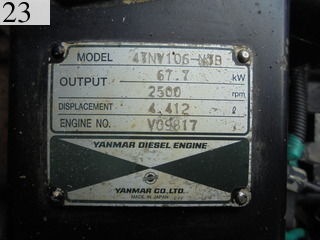 23
MODEL 4TNV106-NJB
OUTPUT 67.7 kW
2500 rpm
DISPLACEMENT 4.412 ℓ
ENGINE NO. V09817
YANMAR DIESEL ENGINE
YANMAR CO.,LTD.
MADE IN JAPAN